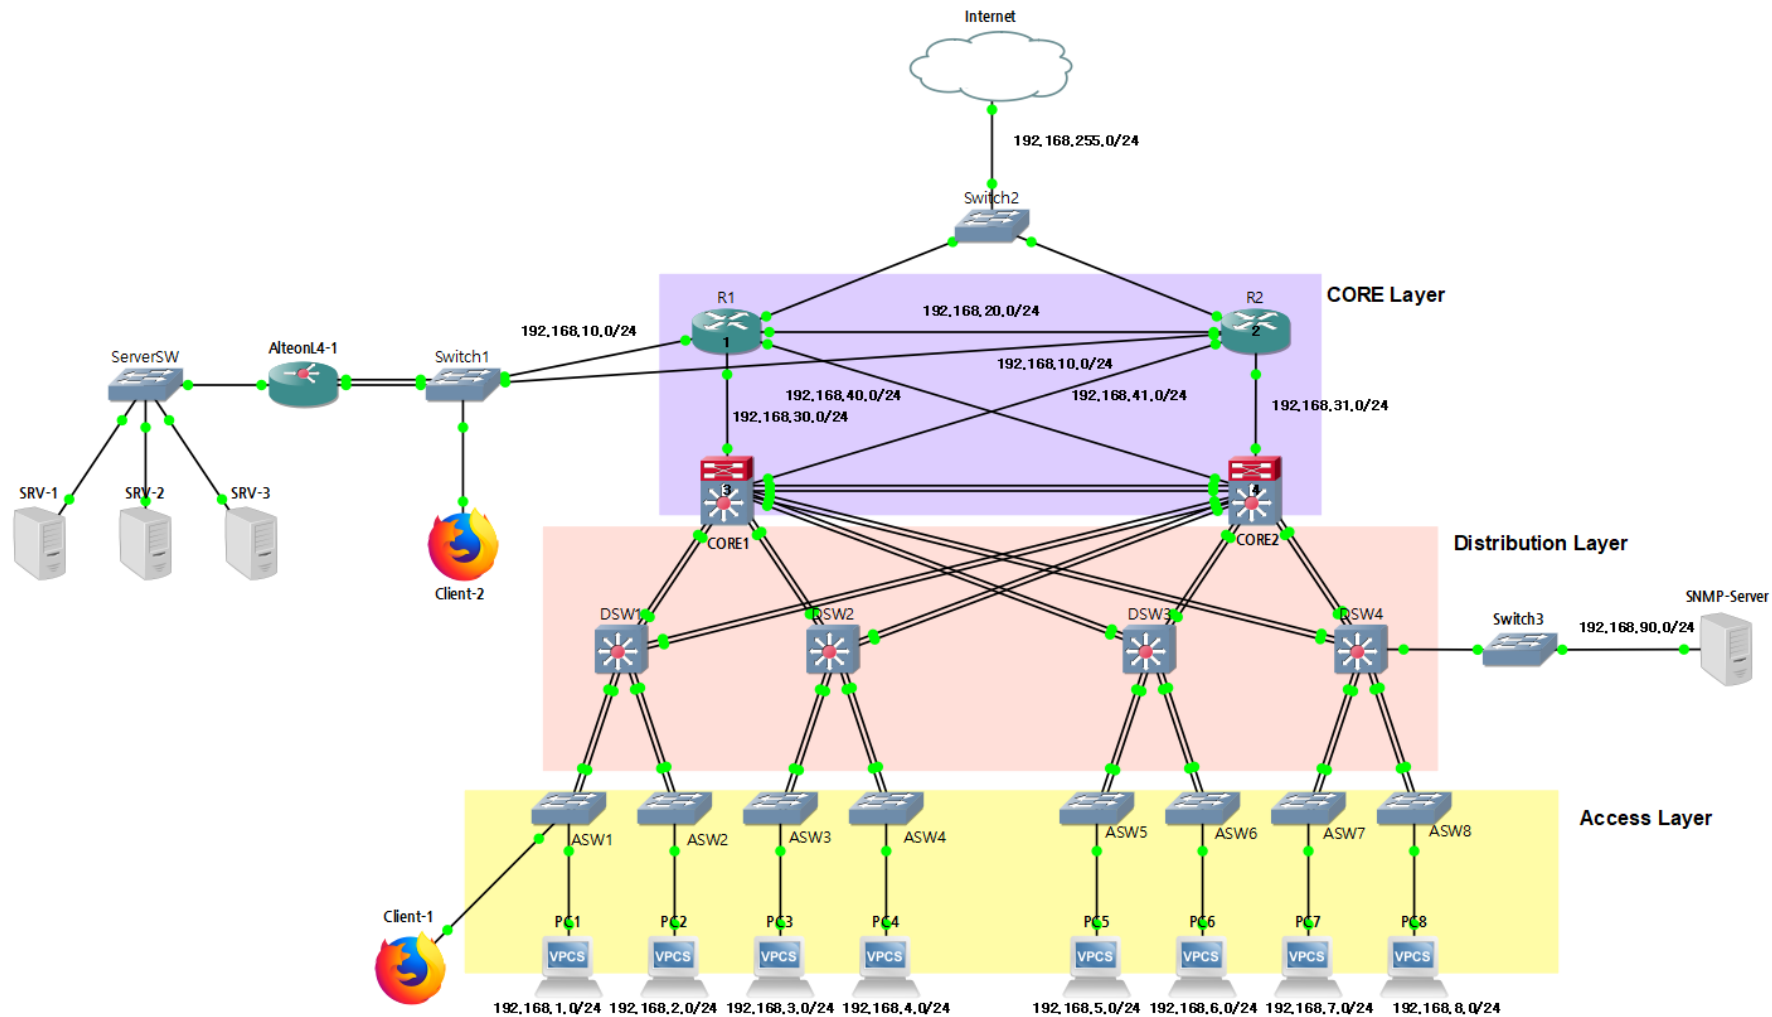 Internet
192.168.255.0/24
Switch2
CORE Layer
R1
R2
192.168.20.0/24
192.168.10.0/24
1
2
ServerSW
AlteonL4-1
Switch1
192.168.10.0/24
192.168.40.0/24
192.168.41.0/24
192.168.30.0/24
192.168.31.0/24
SRV-1
SRV-2
SRV-3
3
4
CORE1
CORE2
Client-2
Distribution Layer
DSW1
DSW2
DSW3
DSW4
Switch3
SNMP-Server
192.168.90.0/24
Access Layer
ASW1
ASW2
ASW3
ASW4
ASW5
ASW6
ASW7
ASW8
Client-1
PC1
PC2
PC3
PC4
PC5
PC6
PC7
PC8
VPCS
VPCS
VPCS
VPCS
VPCS
VPCS
VPCS
VPCS
192.168.1.0/24
192.168.2.0/24
192.168.3.0/24
192.168.4.0/24
192.168.5.0/24
192.168.6.0/24
192.168.7.0/24
192.168.8.0/24